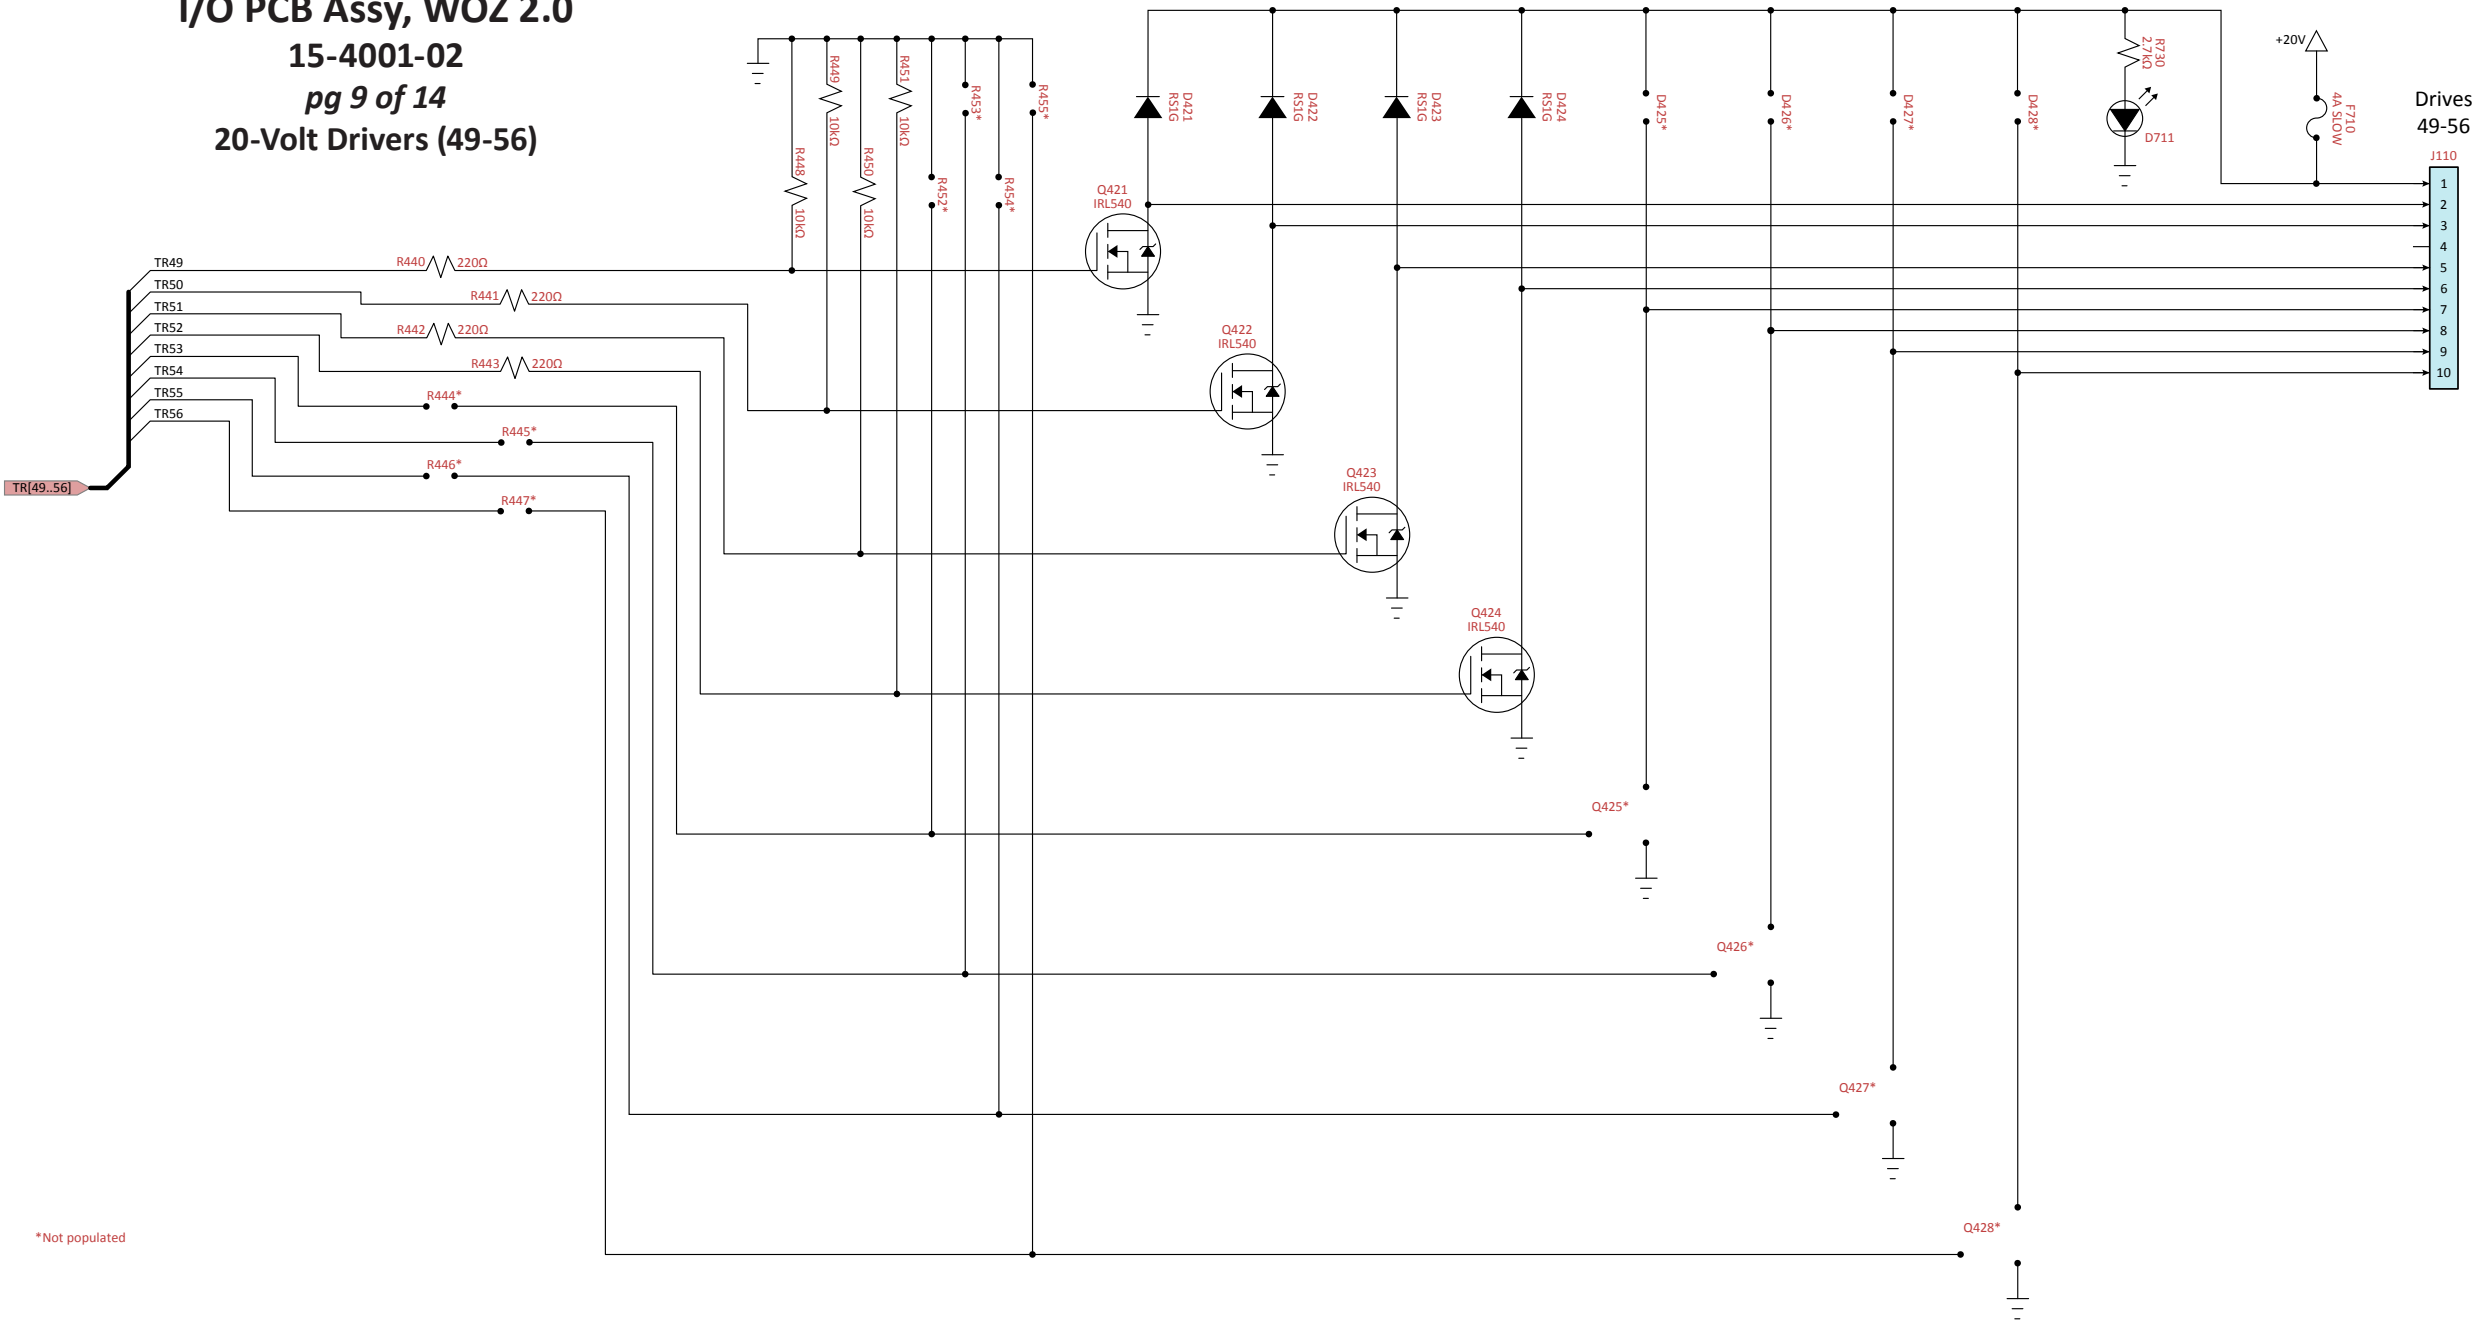 I/O PCB Assy, WOZ 2.0
15-4001-02
pg 9 of 14
20-Volt Drivers (49-56)
+20V
F710
4A SLOW
Drives
49-56
J110
1
2
3
4
5
6
7
8
9
10
R730
2.7kΩ
D711
R449
10kΩ
R451
10kΩ
R453*
R455*
R448
10kΩ
R450
10kΩ
R452*
R454*
D421
RS1G
D422
RS1G
D423
RS1G
D424
RS1G
D425*
D426*
D427*
D428*
Q421
IRL540
Q422
IRL540
Q423
IRL540
Q424
IRL540
Q425*
Q426*
Q427*
Q428*
TR49
R440 220Ω
TR50
R441 220Ω
TR51
R442 220Ω
TR52
R443 220Ω
TR53
R444*
TR54
R445*
TR55
R446*
TR56
R447*
TR[49..56]
*Not populated